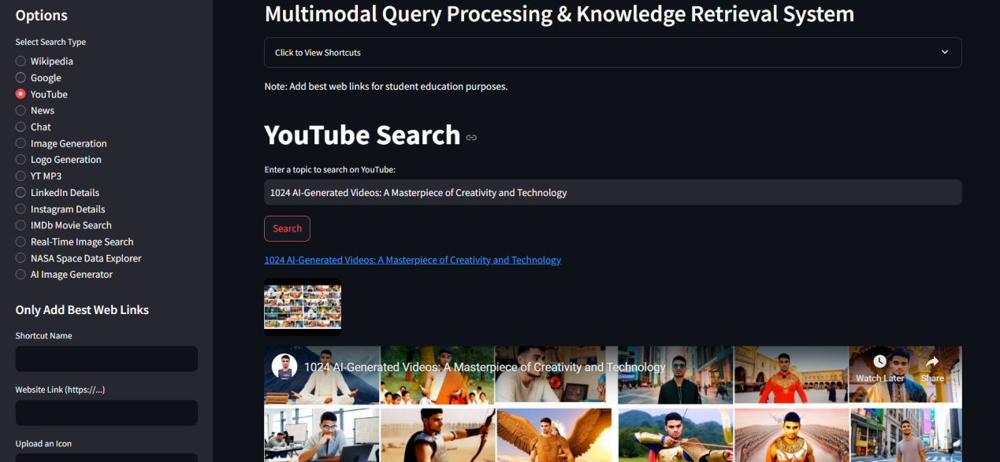 Options
Select Search Type
Wikipedia
Google
YouTube
News
Chat
Image Generation
Logo Generation
YT MP3
LinkedIn Details
Instagram Details
IMDb Movie Search
Real-Time Image Search
NASA Space Data Explorer
AI Image Generator
Only Add Best Web Links
Shortcut Name
Website Link (https://...)
Upload an Icon
Multimodal Query Processing & Knowledge Retrieval System
Click to View Shortcuts
Note: Add best web links for student education purposes.
YouTube Search
Enter a topic to search on YouTube:
1024 AI-Generated Videos: A Masterpiece of Creativity and Technology
Search
1024 AI-Generated Videos: A Masterpiece of Creativity and Technology
1024 AI-Generated Videos: A Masterpiece of Creativity and Technology
Watch Later
Share